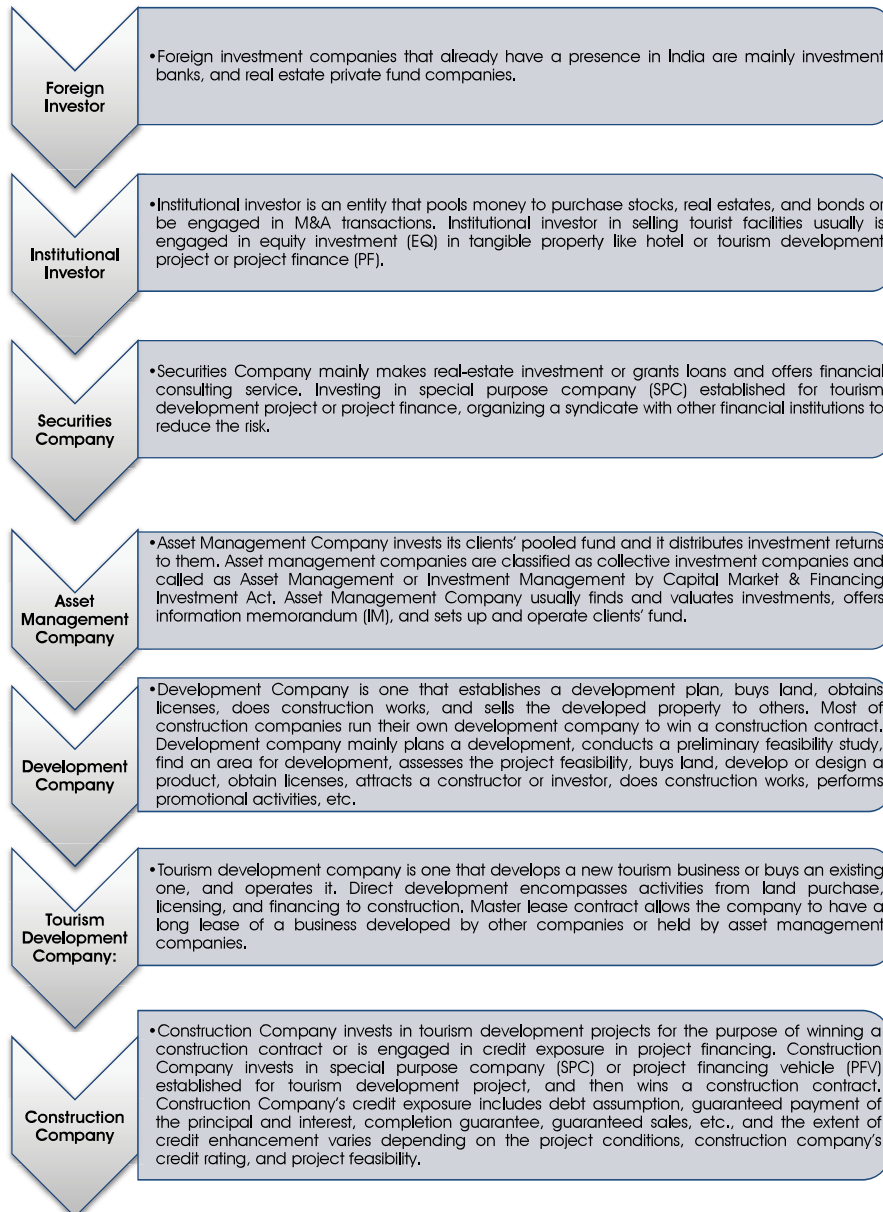 Foreign
Investor
•Foreign investment companies that already have a presence in India are mainly investment
banks, and real estate private fund companies.
Institutional
Investor
•Institutional investor is an entity that pools money to purchase stocks, real estates, and bonds or
be engaged in M&A transactions. Institutional investor in selling tourist facilities usually is
engaged in equity investment (EQ) in tangible property like hotel or tourism development
project or project finance (PF).
Securities
Company
•Securities Company mainly makes real-estate investment or grants loans and offers financial
consulting service. Investing in special purpose company (SPC) established for tourism
development project or project finance, organizing a syndicate with other financial institutions to
reduce the risk.
Asset
Management
Company
•Asset Management Company invests its clients' pooled fund and it distributes investment returns
to them. Asset management companies are classified as collective investment companies and
called as Asset Management or Investment Management by Capital Market & Financing
Investment Act. Asset Management Company usually finds and valuates investments, offers
information memorandum (IM), and sets up and operate clients' fund.
Development
Company
•Development Company is one that establishes a development plan, buys land, obtains
licenses, does construction works, and sells the developed property to others. Most of
construction companies run their own development company to win a construction contract.
Development company mainly plans a development, conducts a preliminary feasibility study,
find an area for development, assesses the project feasibility, buys land, develop or design a
product, obtain licenses, attracts a constructor or investor, does construction works, performs
promotional activities, etc.
Tourism
Development
Company:
•Tourism development company is one that develops a new tourism business or buys an existing
one, and operates it. Direct development encompasses activities from land purchase,
licensing, and financing to construction. Master lease contract allows the company to have a
long lease of a business developed by other companies or held by asset management
companies.
Construction
Company
•Construction Company invests in tourism development projects for the purpose of winning a
construction contract or is engaged in credit exposure in project financing. Construction
Company invests in special purpose company (SPC) or project financing vehicle (PFV)
established for tourism development project, and then wins a construction contract.
Construction Company's credit exposure includes debt assumption, guaranteed payment of
the principal and interest, completion guarantee, guaranteed sales, etc., and the extent of
credit enhancement varies depending on the project conditions, construction company's
credit rating, and project feasibility.